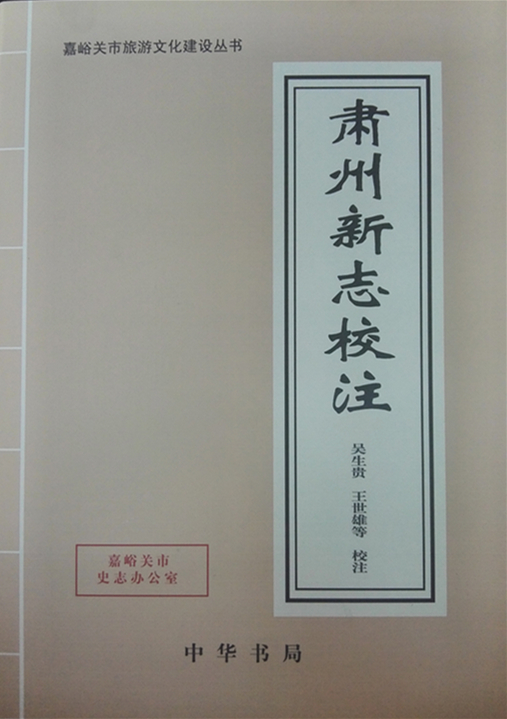 嘉峪关市旅游文化建设丛书
肃州新志校注
吴生贵 王世雄等 校注
嘉峪关市
史志办公室
中华书局